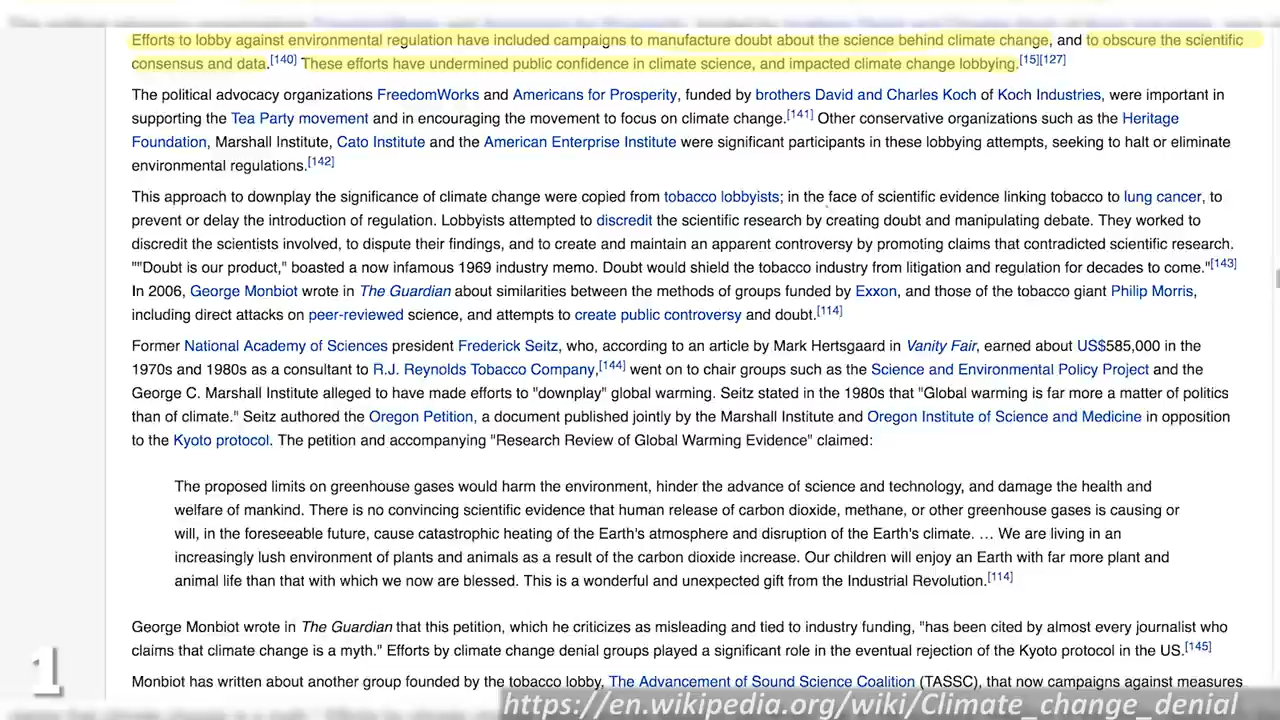 Efforts to lobby against environmental regulation have included campaigns to manufacture doubt about the science behind climate change, and to obscure the scientific
consensus and data.[140] These efforts have undermined public confidence in climate science, and impacted climate change lobbying.[15][127]
The political advocacy organizations FreedomWorks and Americans for Prosperity, funded by brothers David and Charles Koch of Koch Industries, were important in
supporting the Tea Party movement and in encouraging the movement to focus on climate change.[141] Other conservative organizations such as the Heritage
Foundation, Marshall Institute, Cato Institute and the American Enterprise Institute were significant participants in these lobbying attempts, seeking to halt or eliminate
environmental regulations.[142]
This approach to downplay the significance of climate change were copied from tobacco lobbyists; in the face of scientific evidence linking tobacco to lung cancer, to
prevent or delay the introduction of regulation. Lobbyists attempted to discredit the scientific research by creating doubt and manipulating debate. They worked to
discredit the scientists involved, to dispute their findings, and to create and maintain an apparent controversy by promoting claims that contradicted scientific research.
""Doubt is our product," boasted a now infamous 1969 industry memo. Doubt would shield the tobacco industry from litigation and regulation for decades to come."[143]
In 2006, George Monbiot wrote in The Guardian about similarities between the methods of groups funded by Exxon, and those of the tobacco giant Philip Morris,
including direct attacks on peer-reviewed science, and attempts to create public controversy and doubt.[114]
Former National Academy of Sciences president Frederick Seitz, who, according to an article by Mark Hertsgaard in Vanity Fair, earned about US$585,000 in the
1970s and 1980s as a consultant to R.J. Reynolds Tobacco Company,[144] went on to chair groups such as the Science and Environmental Policy Project and the
George C. Marshall Institute alleged to have made efforts to "downplay" global warming. Seitz stated in the 1980s that "Global warming is far more a matter of politics
than of climate." Seitz authored the Oregon Petition, a document published jointly by the Marshall Institute and Oregon Institute of Science and Medicine in opposition
to the Kyoto protocol. The petition and accompanying "Research Review of Global Warming Evidence" claimed:
The proposed limits on greenhouse gases would harm the environment, hinder the advance of science and technology, and damage the health and
welfare of mankind. There is no convincing scientific evidence that human release of carbon dioxide, methane, or other greenhouse gases is causing or
will, in the foreseeable future, cause catastrophic heating of the Earth's atmosphere and disruption of the Earth's climate. … We are living in an
increasingly lush environment of plants and animals as a result of the carbon dioxide increase. Our children will enjoy an Earth with far more plant and
animal life than that with which we now are blessed. This is a wonderful and unexpected gift from the Industrial Revolution.[114]
George Monbiot wrote in The Guardian that this petition, which he criticizes as misleading and tied to industry funding, "has been cited by almost every journalist who
claims that climate change is a myth." Efforts by climate change denial groups played a significant role in the eventual rejection of the Kyoto protocol in the US.[145]
Monbiot has written about another group founded by the tobacco lobby, The Advancement of Sound Science Coalition (TASSC), that now campaigns against measures
1
https://en.wikipedia.org/wiki/Climate_change_denial